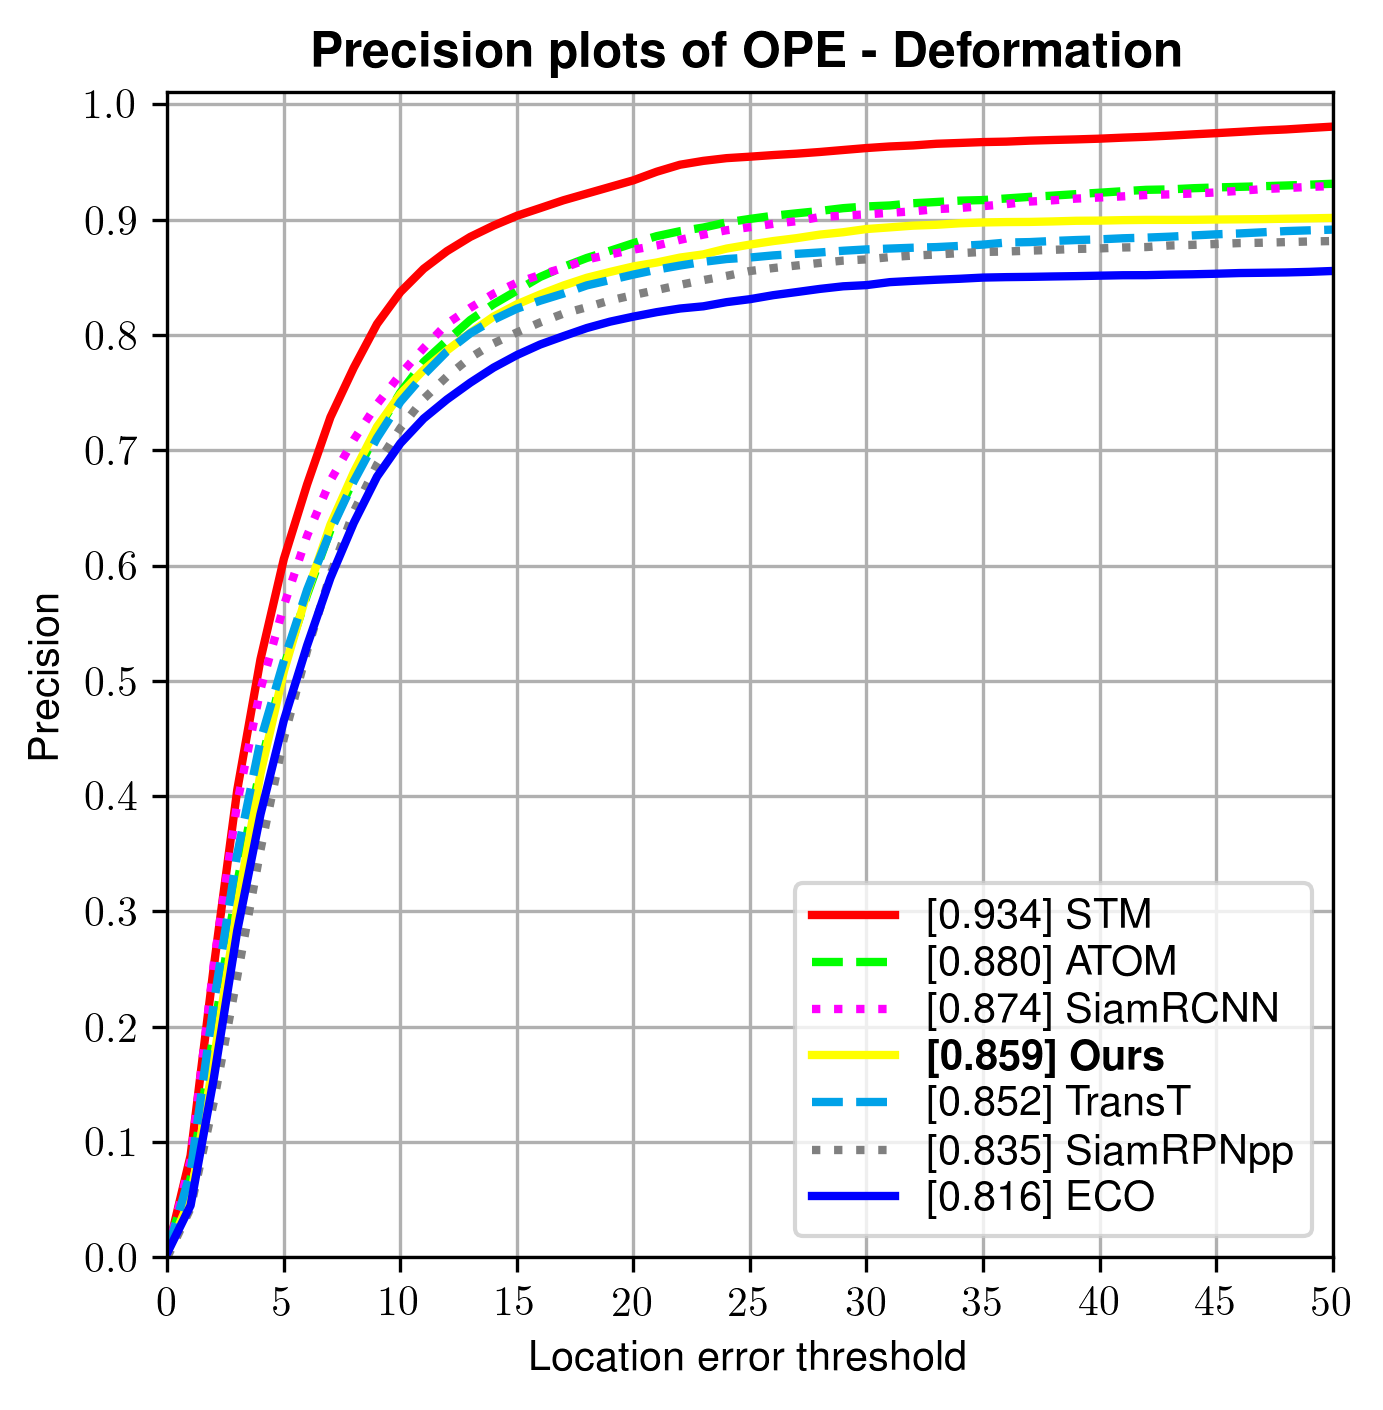 Precision plots of OPE - Deformation
1.0
0.9
0.8
0.7
0.6
0.5
0.4
0.3
0.2
0.1
0.0
Precision
[0.934] STM
[0.880] ATOM
[0.874] SiamRCNN
[0.859] Ours
[0.852] TransT
[0.835] SiamRPNpp
[0.816] ECO
0 5 10 15 20 25 30 35 40 45 50
Location error threshold